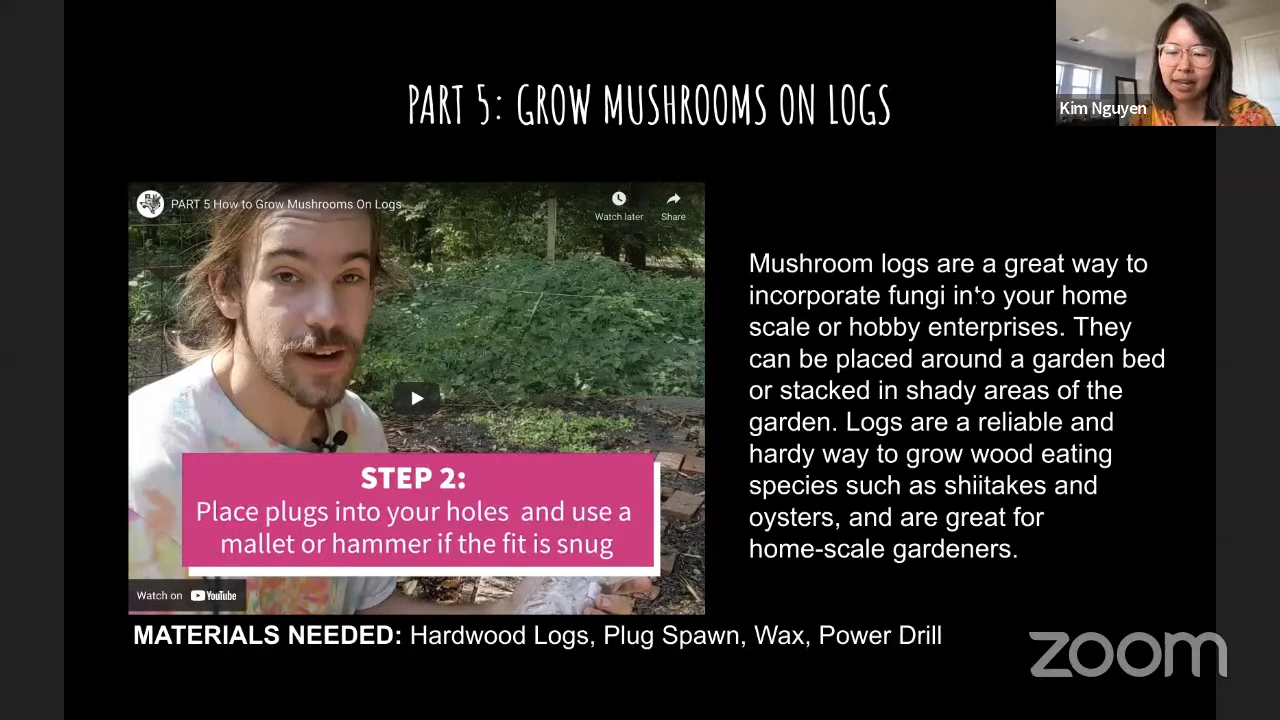 PART 5: GROW MUSHROOMS ON LOGS
Kim Nguyen
PART 5 How to Grow Mushrooms On Logs
Watch later
Share
STEP 2:
Place plugs into your holes and use a
mallet or hammer if the fit is snug
Watch on YouTube
Mushroom logs are a great way to
incorporate fungi into your home
scale or hobby enterprises. They
can be placed around a garden bed
or stacked in shady areas of the
garden. Logs are a reliable and
hardy way to grow wood eating
species such as shiitakes and
oysters, and are great for
home-scale gardeners.
MATERIALS NEEDED: Hardwood Logs, Plug Spawn, Wax, Power Drill
zoom